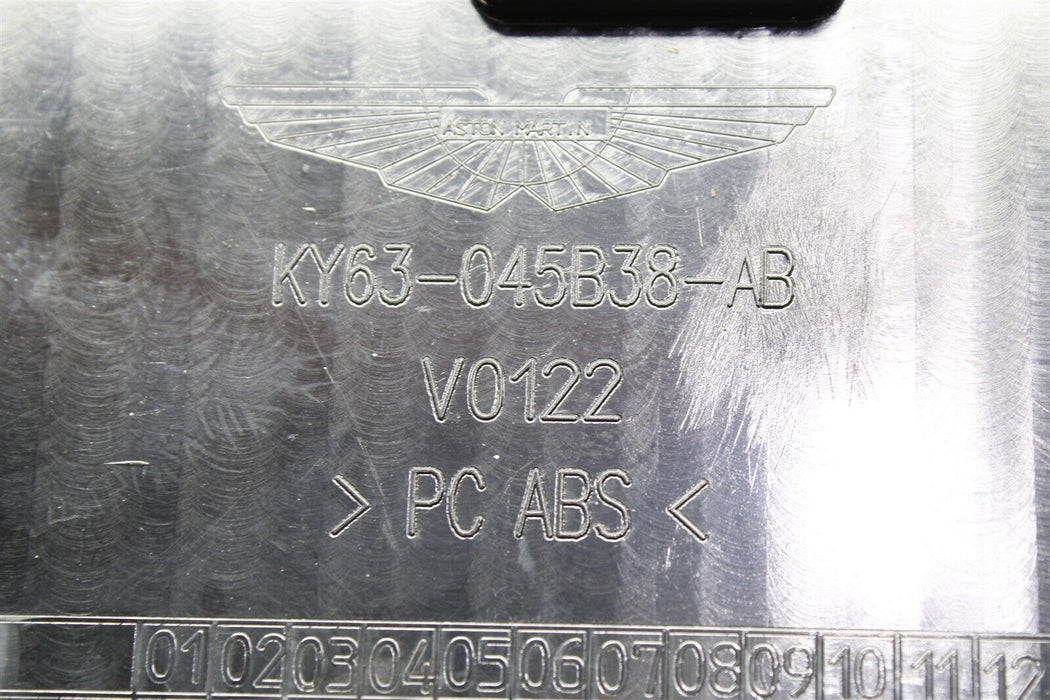 ASTON MARTIN
KY63-045B38-AB
V0122
> PC ABS <
01 02 03 04 05 06 07 08 09 10 11 12